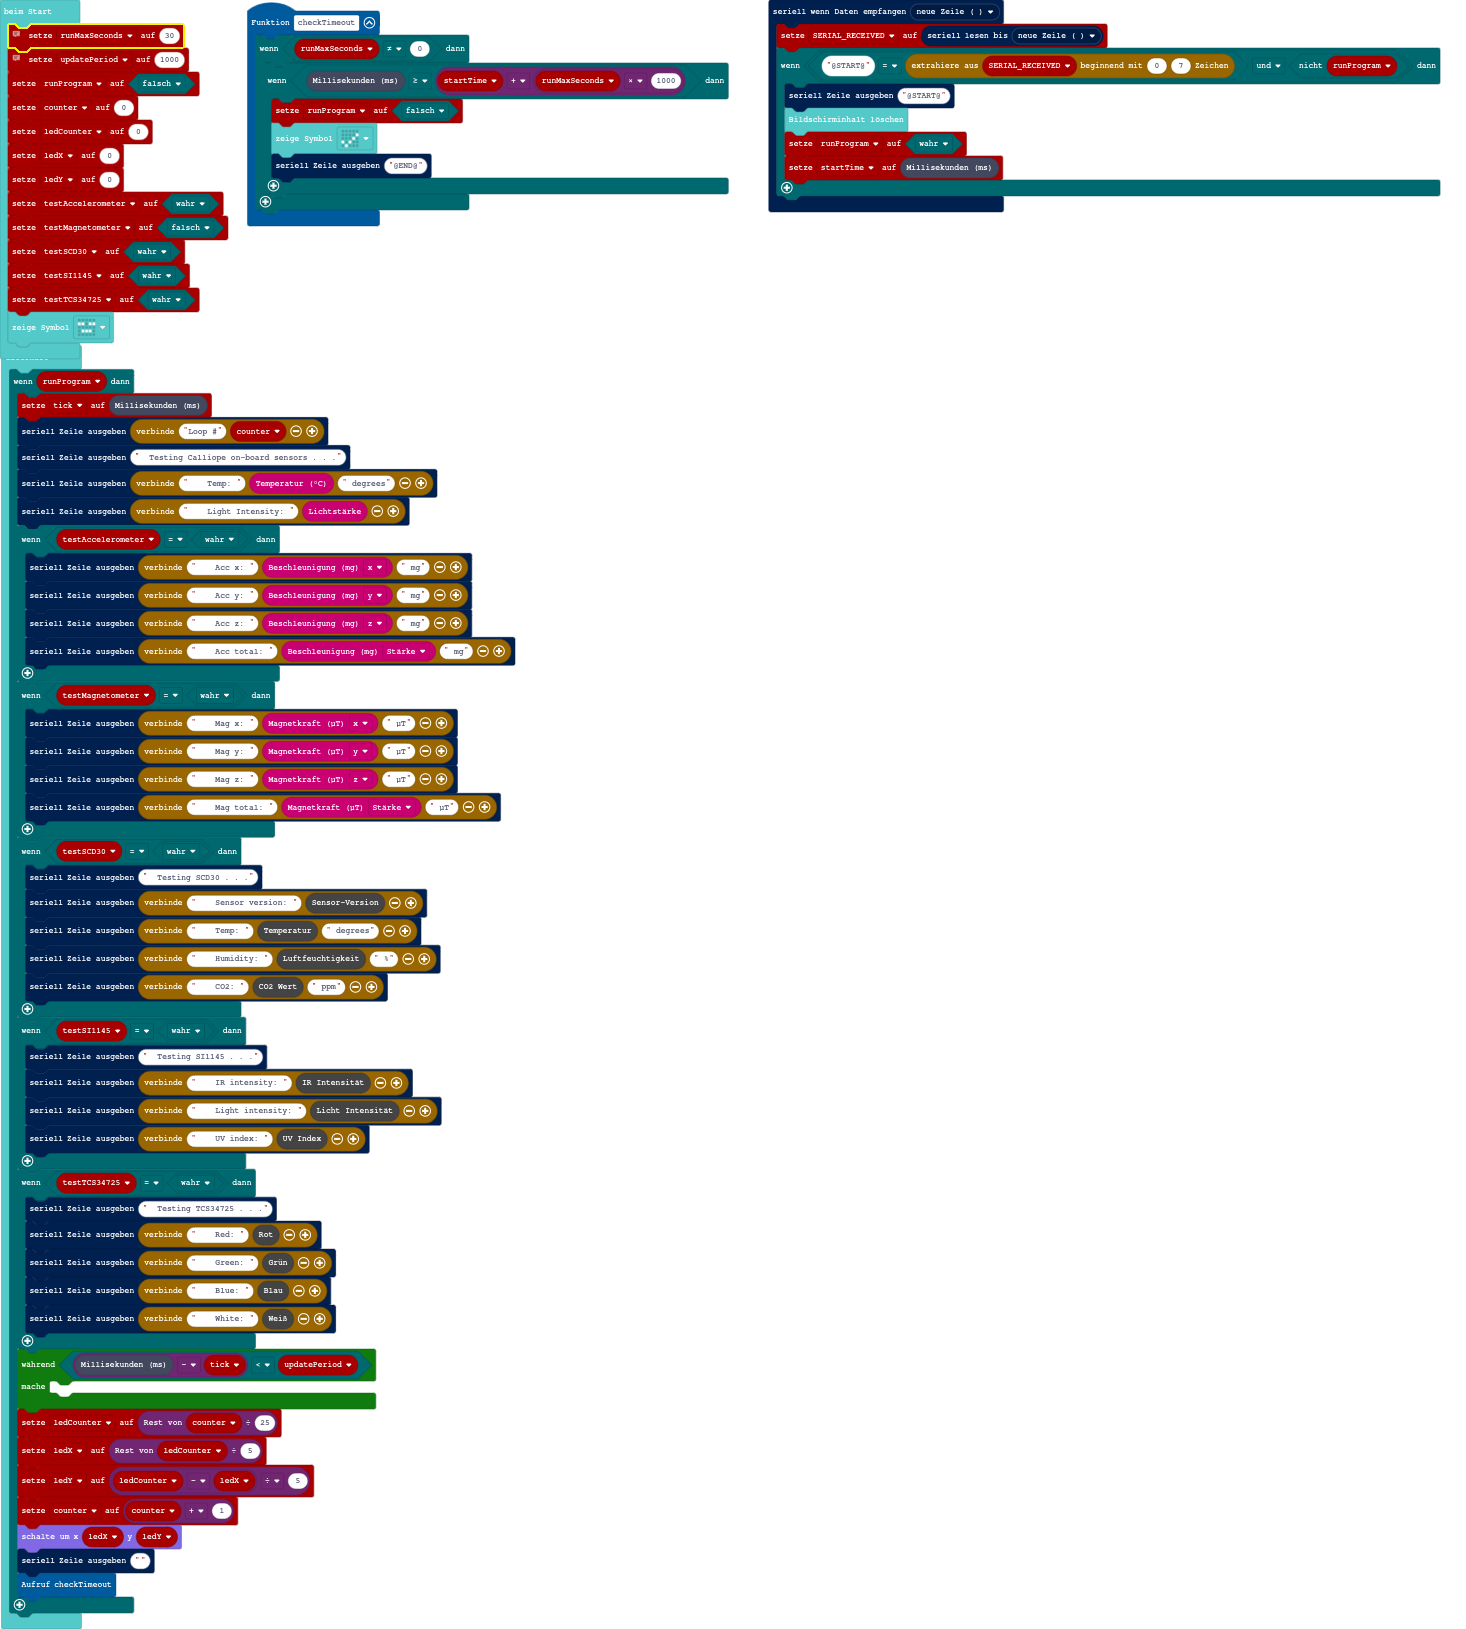 beim Start
setze runMaxSeconds auf 30
setze updatePeriod auf 1000
setze runProgram auf falsch
setze counter auf 0
setze ledCounter auf 0
setze ledX auf 0
setze ledY auf 0
setze testAccelerometer auf wahr
setze testMagnetometer auf falsch
setze testSCD30 auf wahr
setze testSI1145 auf wahr
setze testTCS34725 auf wahr
zeige Symbol
Funktion checkTimeout
wenn runMaxSeconds ≠ 0 dann
wenn Millisekunden (ms) ≥ startTime + runMaxSeconds × 1000 dann
setze runProgram auf falsch
zeige Symbol
seriell Zeile ausgeben "@END@"
seriell wenn Daten empfangen neue Zeile ( )
setze SERIAL_RECEIVED auf seriell lesen bis neue Zeile ( )
wenn "@START@" = extrahiere aus SERIAL_RECEIVED beginnend mit 0 7 Zeichen und nicht runProgram dann
seriell Zeile ausgeben "@START@"
Bildschirminhalt löschen
setze runProgram auf wahr
setze startTime auf Millisekunden (ms)
wenn runProgram dann
setze tick auf Millisekunden (ms)
seriell Zeile ausgeben verbinde "Loop #" counter
seriell Zeile ausgeben " Testing Calliope on-board sensors . . ."
seriell Zeile ausgeben verbinde " Temp: " Temperatur (°C) " degrees"
seriell Zeile ausgeben verbinde " Light Intensity: " Lichtstärke
wenn testAccelerometer = wahr dann
seriell Zeile ausgeben verbinde " Acc x: " Beschleunigung (mg) x " mg"
seriell Zeile ausgeben verbinde " Acc y: " Beschleunigung (mg) y " mg"
seriell Zeile ausgeben verbinde " Acc z: " Beschleunigung (mg) z " mg"
seriell Zeile ausgeben verbinde " Acc total: " Beschleunigung (mg) Stärke " mg"
wenn testMagnetometer = wahr dann
seriell Zeile ausgeben verbinde " Mag x: " Magnetkraft (µT) x " µT"
seriell Zeile ausgeben verbinde " Mag y: " Magnetkraft (µT) y " µT"
seriell Zeile ausgeben verbinde " Mag z: " Magnetkraft (µT) z " µT"
seriell Zeile ausgeben verbinde " Mag total: " Magnetkraft (µT) Stärke " µT"
wenn testSCD30 = wahr dann
seriell Zeile ausgeben " Testing SCD30 . . ."
seriell Zeile ausgeben verbinde " Sensor version: " Sensor-Version
seriell Zeile ausgeben verbinde " Temp: " Temperatur " degrees"
seriell Zeile ausgeben verbinde " Humidity: " Luftfeuchtigkeit " %"
seriell Zeile ausgeben verbinde " CO2: " CO2 Wert " ppm"
wenn testSI1145 = wahr dann
seriell Zeile ausgeben " Testing SI1145 . . ."
seriell Zeile ausgeben verbinde " IR intensity: " IR Intensität
seriell Zeile ausgeben verbinde " Light intensity: " Licht Intensität
seriell Zeile ausgeben verbinde " UV index: " UV Index
wenn testTCS34725 = wahr dann
seriell Zeile ausgeben " Testing TCS34725 . . ."
seriell Zeile ausgeben verbinde " Red: " Rot
seriell Zeile ausgeben verbinde " Green: " Grün
seriell Zeile ausgeben verbinde " Blue: " Blau
seriell Zeile ausgeben verbinde " White: " Weiß
während Millisekunden (ms) - tick < updatePeriod
mache
setze ledCounter auf Rest von counter ÷ 25
setze ledX auf Rest von ledCounter ÷ 5
setze ledY auf ledCounter - ledX ÷ 5
setze counter auf counter + 1
schalte um x ledX y ledY
seriell Zeile ausgeben ""
Aufruf checkTimeout